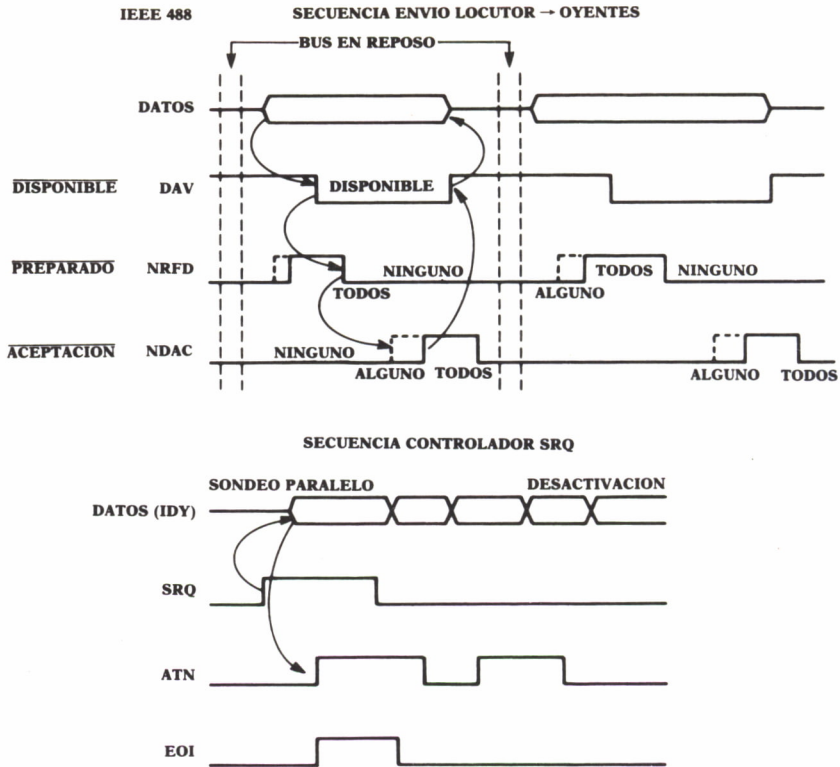 IEEE 488 SECUENCIA ENVIO LOCUTOR → OYENTES
BUS EN REPOSO
DATOS
DISPONIBLE DAV DISPONIBLE
PREPARADO NRFD NINGUNO TODOS NINGUNO
TODOS ALGUNO
ACEPTACION NDAC NINGUNO
ALGUNO TODOS ALGUNO TODOS
SECUENCIA CONTROLADOR SRQ
SONDEO PARALELO DESACTIVACION
DATOS (IDY)
SRQ
ATN
EOI